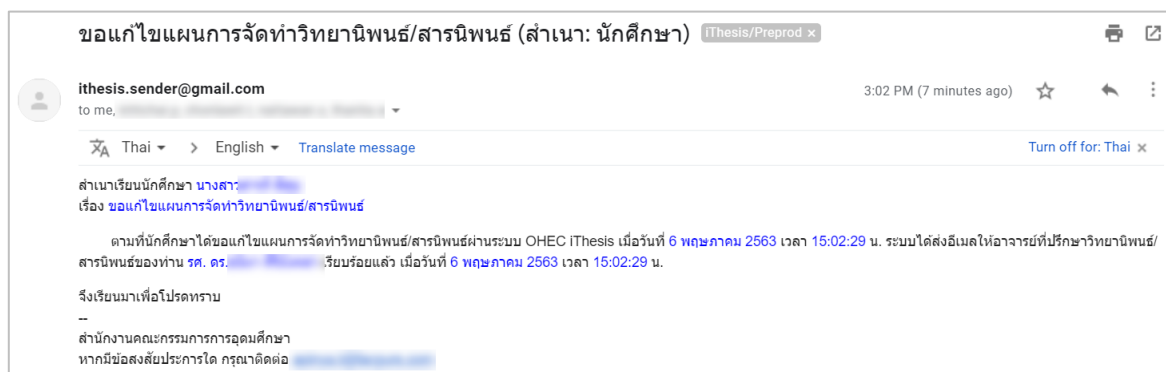 ขอแก้ไขแผนการจัดทำวิทยานิพนธ์/สารนิพนธ์ (สำเนา: นักศึกษา) iThesis/Preprod ×
ithesis.sender@gmail.com 3:02 PM (7 minutes ago)
to me,
Thai > English Translate message Turn off for: Thai ×
สำเนาเรียนนักศึกษา นางสาว
เรื่อง ขอแก้ไขแผนการจัดทำวิทยานิพนธ์/สารนิพนธ์
ตามที่นักศึกษาได้ขอแก้ไขแผนการจัดทำวิทยานิพนธ์/สารนิพนธ์ผ่านระบบ OHEC iThesis เมื่อวันที่ 6 พฤษภาคม 2563 เวลา 15:02:29 น. ระบบได้ส่งอีเมลให้อาจารย์ที่ปรึกษาวิทยานิพนธ์/
สารนิพนธ์ของท่าน รศ. ดร. เรียบร้อยแล้ว เมื่อวันที่ 6 พฤษภาคม 2563 เวลา 15:02:29 น.
จึงเรียนมาเพื่อโปรดทราบ
--
สำนักงานคณะกรรมการการอุดมศึกษา
หากมีข้อสงสัยประการใด กรุณาติดต่อ